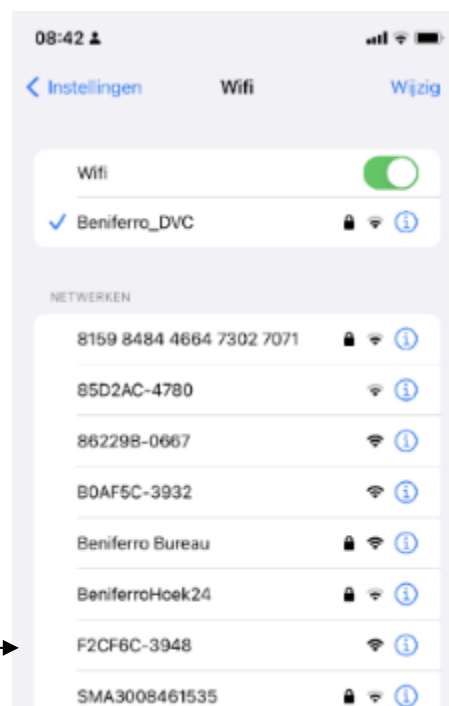 08:42
Instellingen Wifi Wijzig
Wifi
Beniferro_DVC
NETWERKEN
8159 8484 4664 7302 7071
85D2AC-4780
86229B-0667
B0AF5C-3932
Beniferro Bureau
BeniferroHoek24
F2CF6C-3948
SMA3008461535